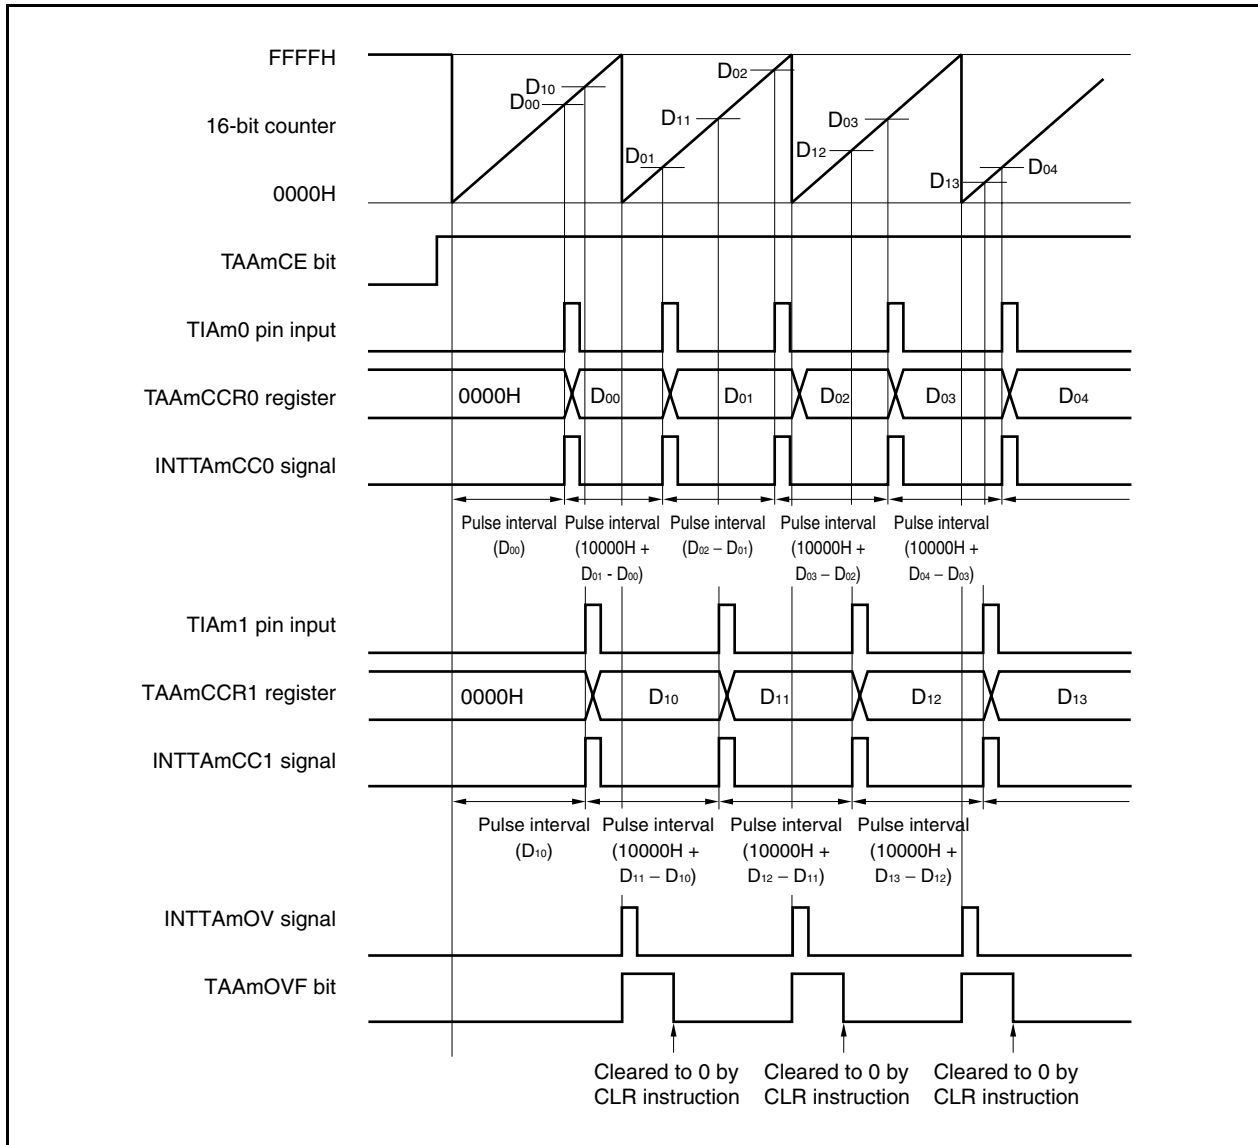 FFFFH
D10
D00
D02
16-bit counter
D11
D03
D01
D12
D04
D13
0000H
TAAmCE bit
TIAm0 pin input
TAAmCCR0 register
0000H
D00
D01
D02
D03
D04
INTTAmCC0 signal
Pulse interval
(D00)
Pulse interval
(10000H +
D01 - D00)
Pulse interval
(D02 – D01)
Pulse interval
(10000H +
D03 – D02)
Pulse interval
(10000H +
D04 – D03)
TIAm1 pin input
TAAmCCR1 register
0000H
D10
D11
D12
D13
INTTAmCC1 signal
Pulse interval
(D10)
Pulse interval
(10000H +
D11 – D10)
Pulse interval
(10000H +
D12 – D11)
Pulse interval
(10000H +
D13 – D12)
INTTAmOV signal
TAAmOVF bit
Cleared to 0 by
CLR instruction
Cleared to 0 by
CLR instruction
Cleared to 0 by
CLR instruction